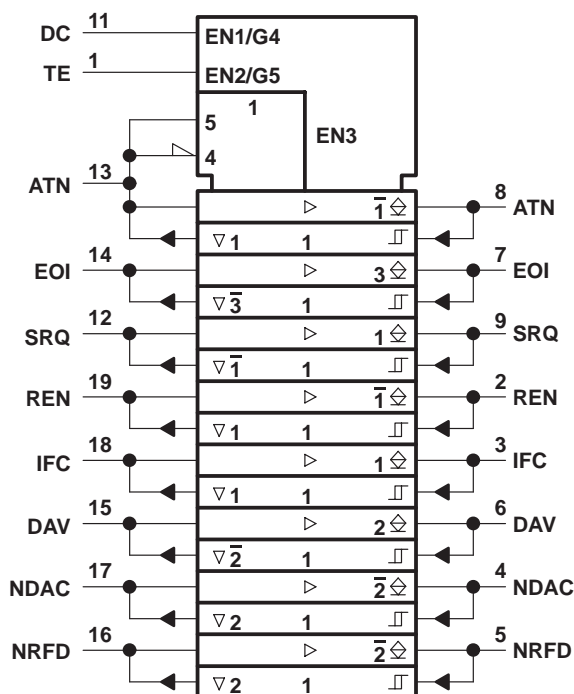 DC 11 EN1/G4
TE 1 EN2/G5
1
5
EN3
4
ATN 13
1̅ 8 ATN
1 1
EOI 14 3 7 EOI
3̅ 1
SRQ 12 1 9 SRQ
1̅ 1
REN 19 1̅ 2 REN
1 1
IFC 18 1 3 IFC
1 1
DAV 15 2 6 DAV
2̅ 1
NDAC 17 2̅ 4 NDAC
2 1
NRFD 16 2̅ 5 NRFD
2 1